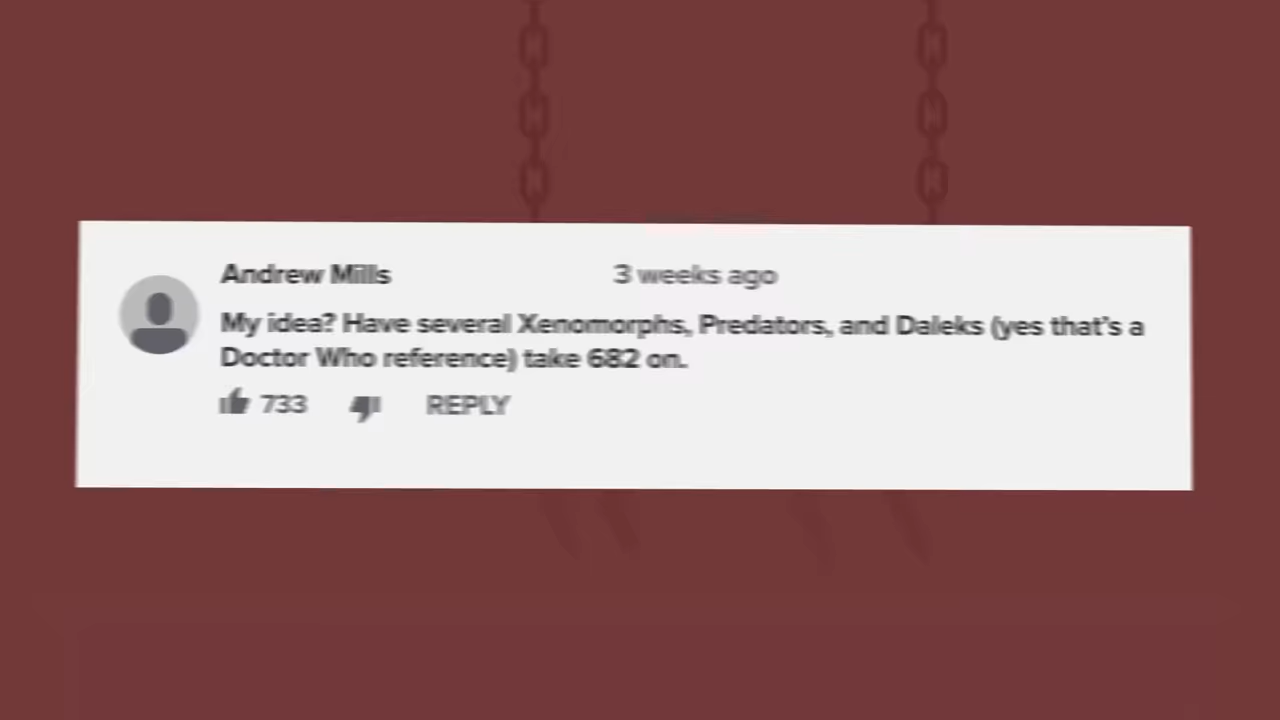 Andrew Mills 3 weeks ago
My idea? Have several Xenomorphs, Predators, and Daleks (yes that's a
Doctor Who reference) take 682 on.
733 REPLY